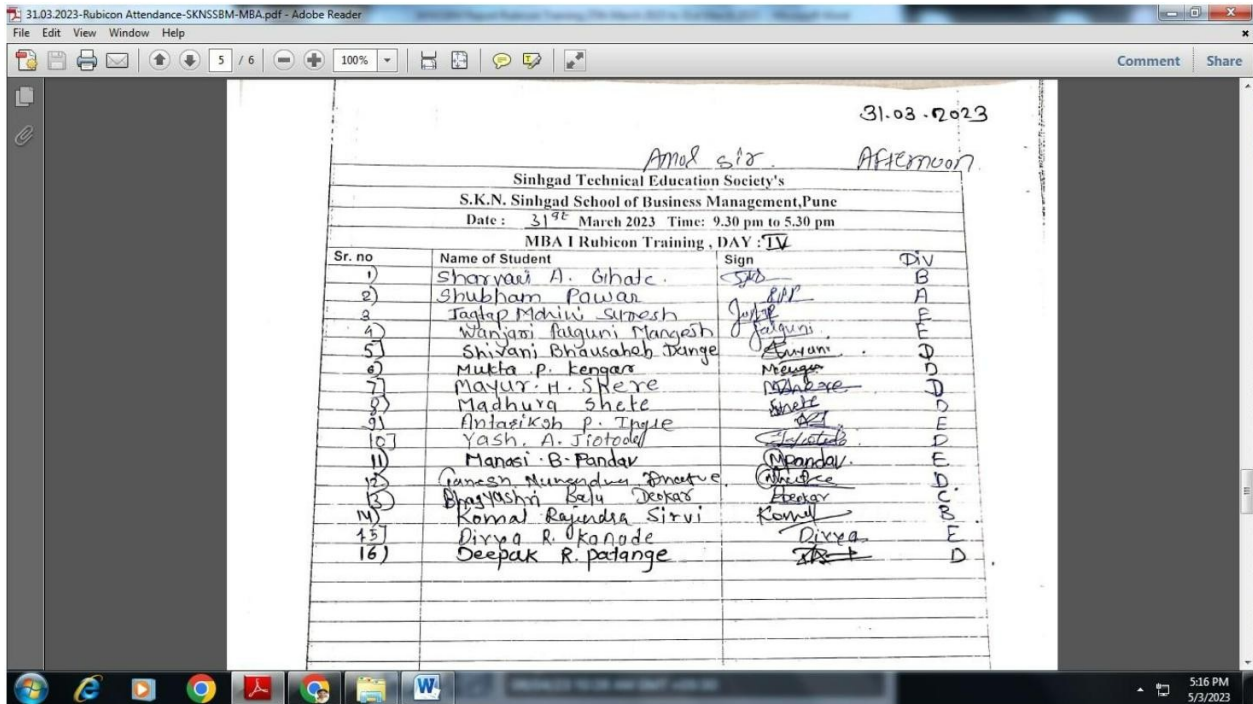 31.03.2023-Rubicon Attendance-SKNSSBM-MBA.pdf - Adobe Reader
File Edit View Window Help
5 / 6 100% Comment Share
31.03.2023
Amol sir. Afternoon
Sinhgad Technical Education Society's
S.K.N. Sinhgad School of Business Management,Pune
Date : 31st March 2023 Time: 9.30 pm to 5.30 pm
MBA I Rubicon Training , DAY : IV
Sr. no Name of Student Sign Div
1) Sharvari A. Ghate. B
2) Shubham Pawar A
3 Jagtap Mohini Suresh E
4) Wanjari falguni Mangesh falguni E
5] Shivani Bhausaheb Dange D
6) Mukta P. Kengar D
7] Mayur. H. Shere D
8) Madhura Shete Shete D
9) Antariksh P. Ingle E
10] Yash. A. D
11) Manasi . B- Pandav Mpandav. E
12) Ganesh D.
13) Bhagyashri Balu Deokar Deokar C.
14) Komal Rajendra Sirvi Komal B
15] Divya R. Kanade Divya E
16) Deepak R. patange D
5:16 PM
5/3/2023